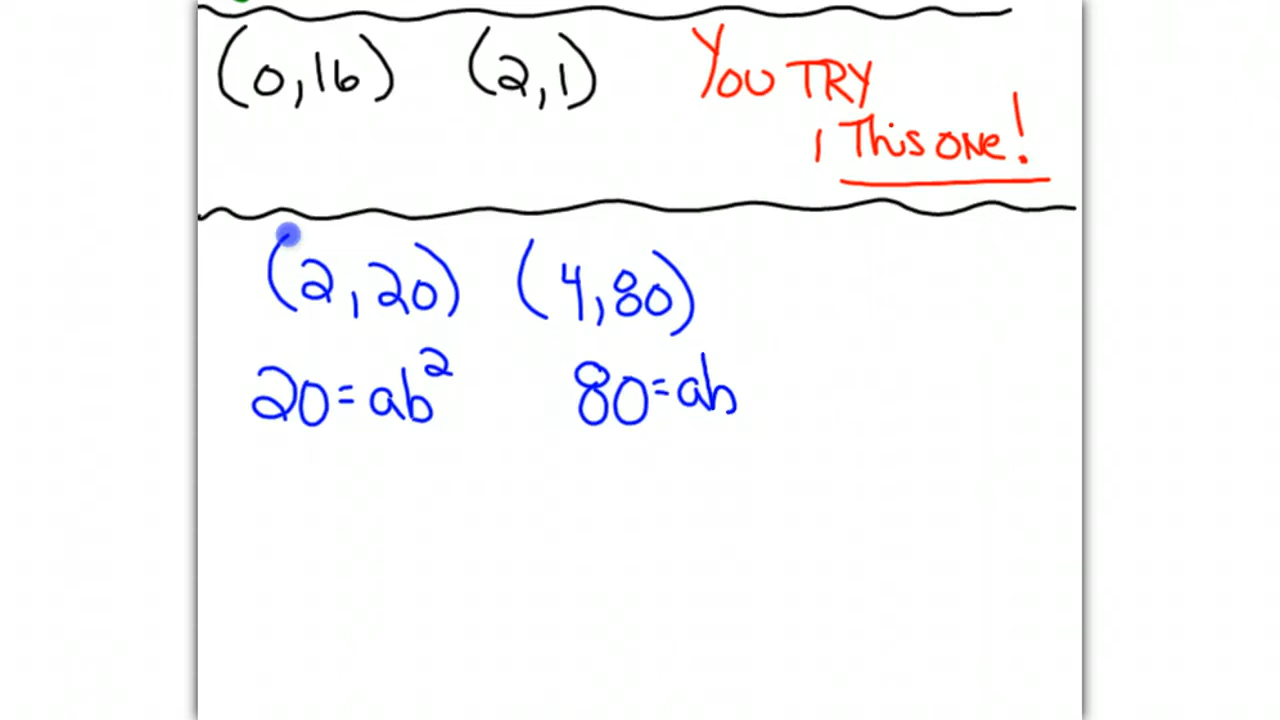 (0,16) (2,1) You TRY
This one!
(2,20) (4,80)
20=ab² 80=ab